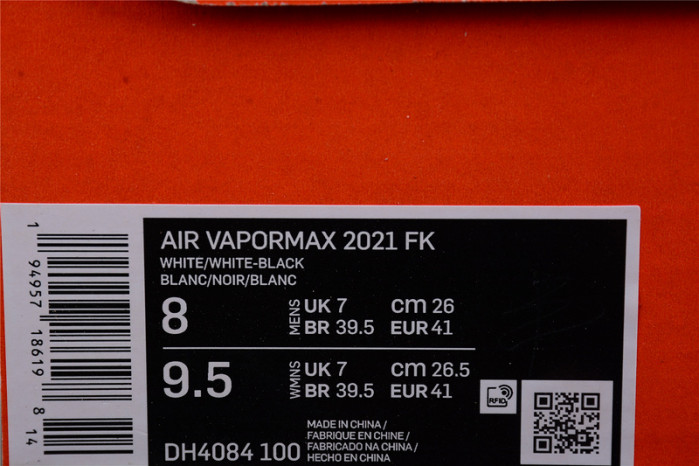 AIR VAPORMAX 2021 FK
WHITE/WHITE-BLACK
BLANC/NOIR/BLANC
8 MENS UK 7 cm 26
BR 39.5 EUR 41
9.5 WMNS UK 7 cm 26.5
BR 39.5 EUR 41
RFID
DH4084 100
MADE IN CHINA /
FABRIQUE EN CHINE /
FABRICADO NA CHINA /
HECHO EN CHINA
1 94957 18619 8 14